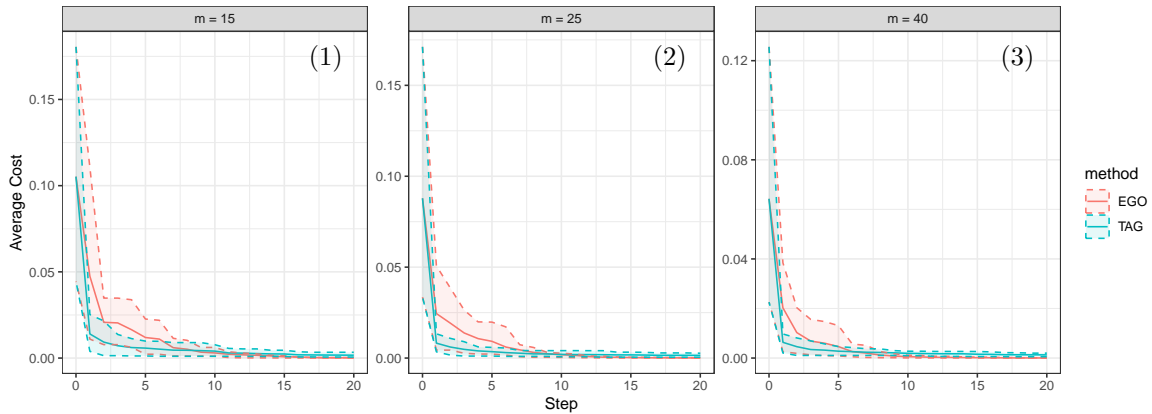 m = 15
m = 25
m = 40
(1)
(2)
(3)
Average Cost
0.15
0.10
0.05
0.00
0.15
0.10
0.05
0.00
0.12
0.08
0.04
0.00
0 5 10 15 20
0 5 10 15 20
0 5 10 15 20
Step
method
EGO
TAG